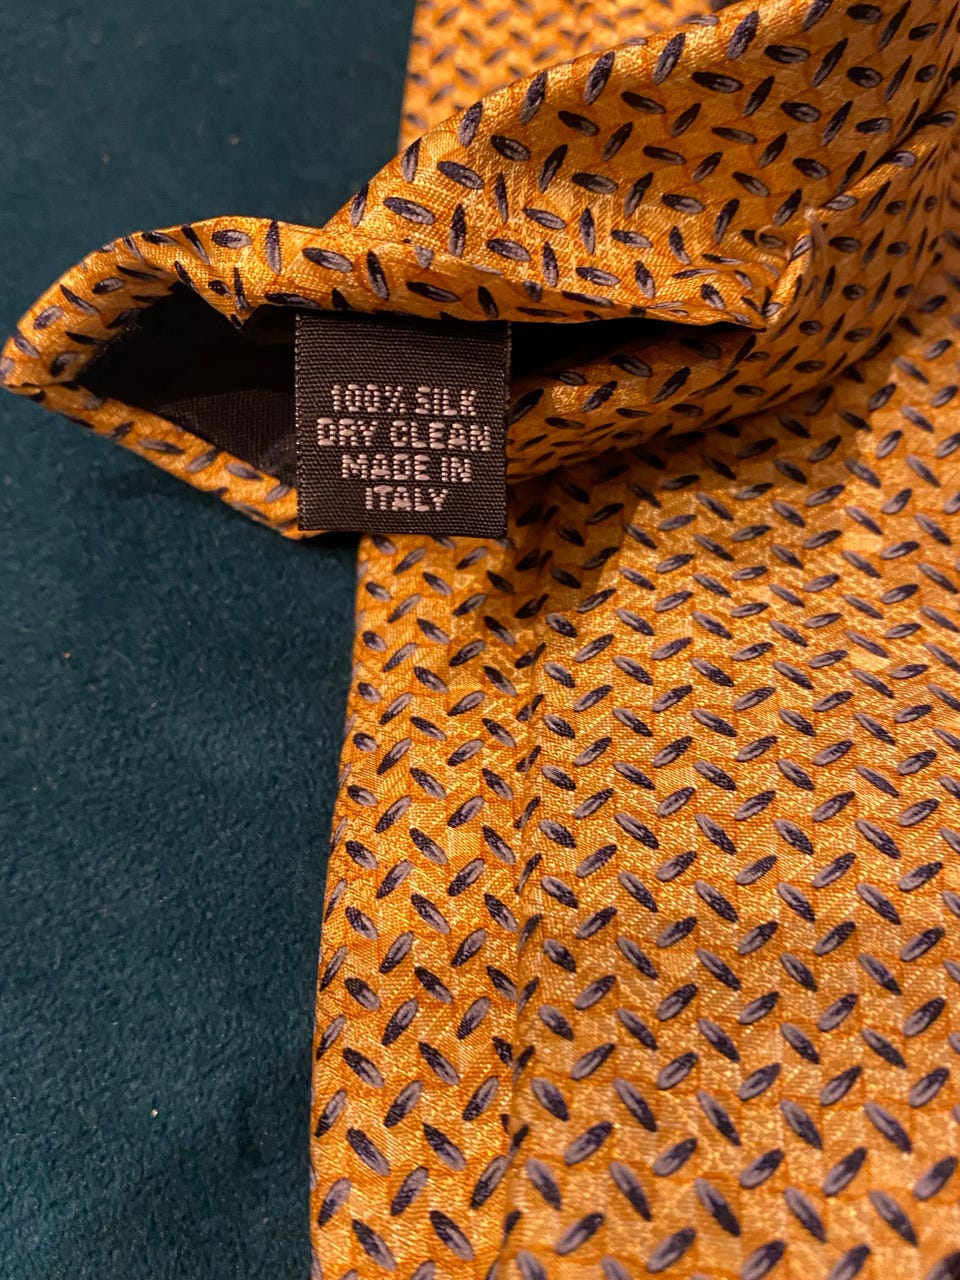 100% SILK
DRY CLEAN
MADE IN
ITALY